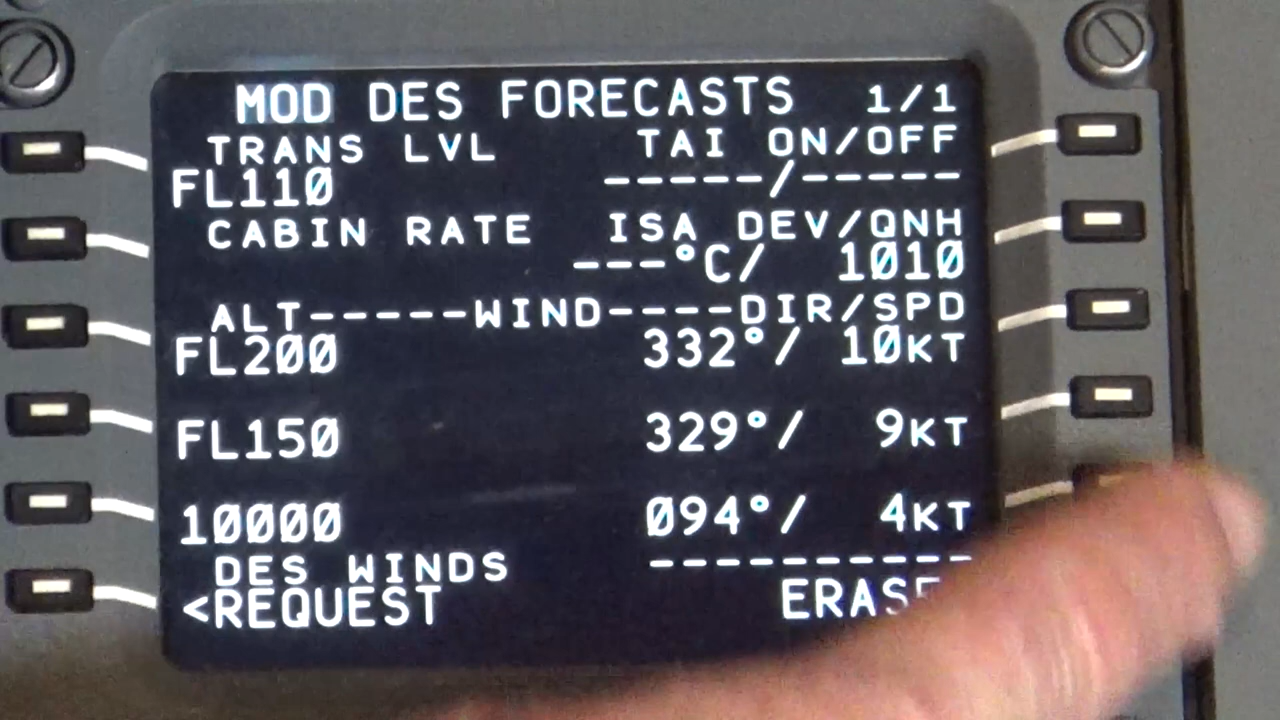 MOD DES FORECASTS 1/1
TRANS LVL TAI ON/OFF
FL110 -----/-----
CABIN RATE ISA DEV/QNH
---°C/ 1010
ALT-----WIND----DIR/SPD
FL200 332°/ 10KT
FL150 329°/ 9KT
10000 094°/ 4KT
DES WINDS ----------
<REQUEST ERASE